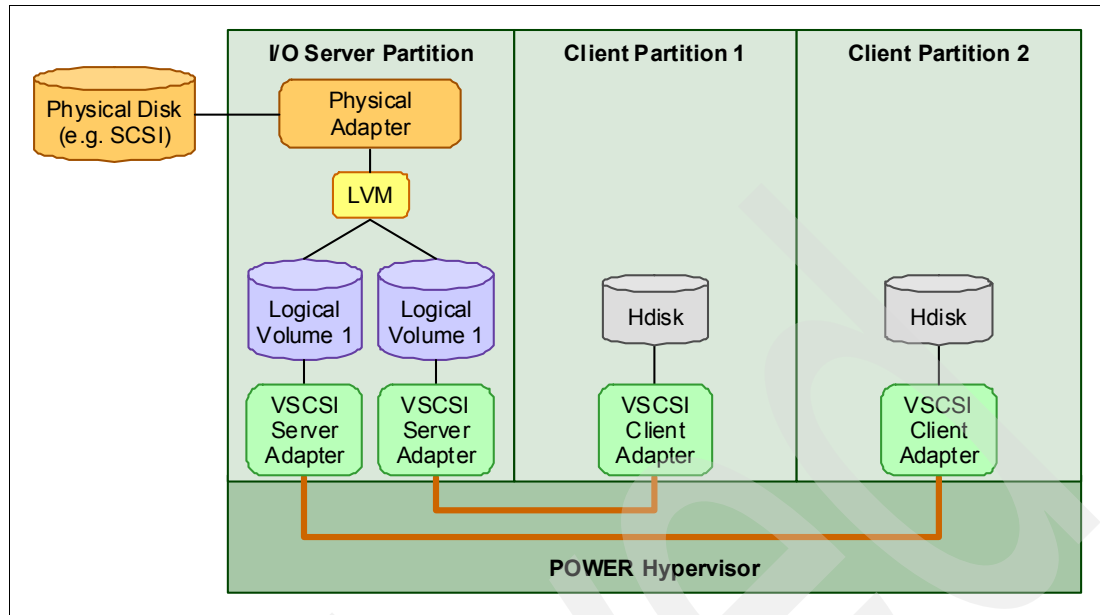 I/O Server Partition
Client Partition 1
Client Partition 2
Physical Disk
(e.g. SCSI)
Physical
Adapter
LVM
Logical
Volume 1
Logical
Volume 1
Hdisk
Hdisk
VSCSI
Server
Adapter
VSCSI
Server
Adapter
VSCSI
Client
Adapter
VSCSI
Client
Adapter
POWER Hypervisor